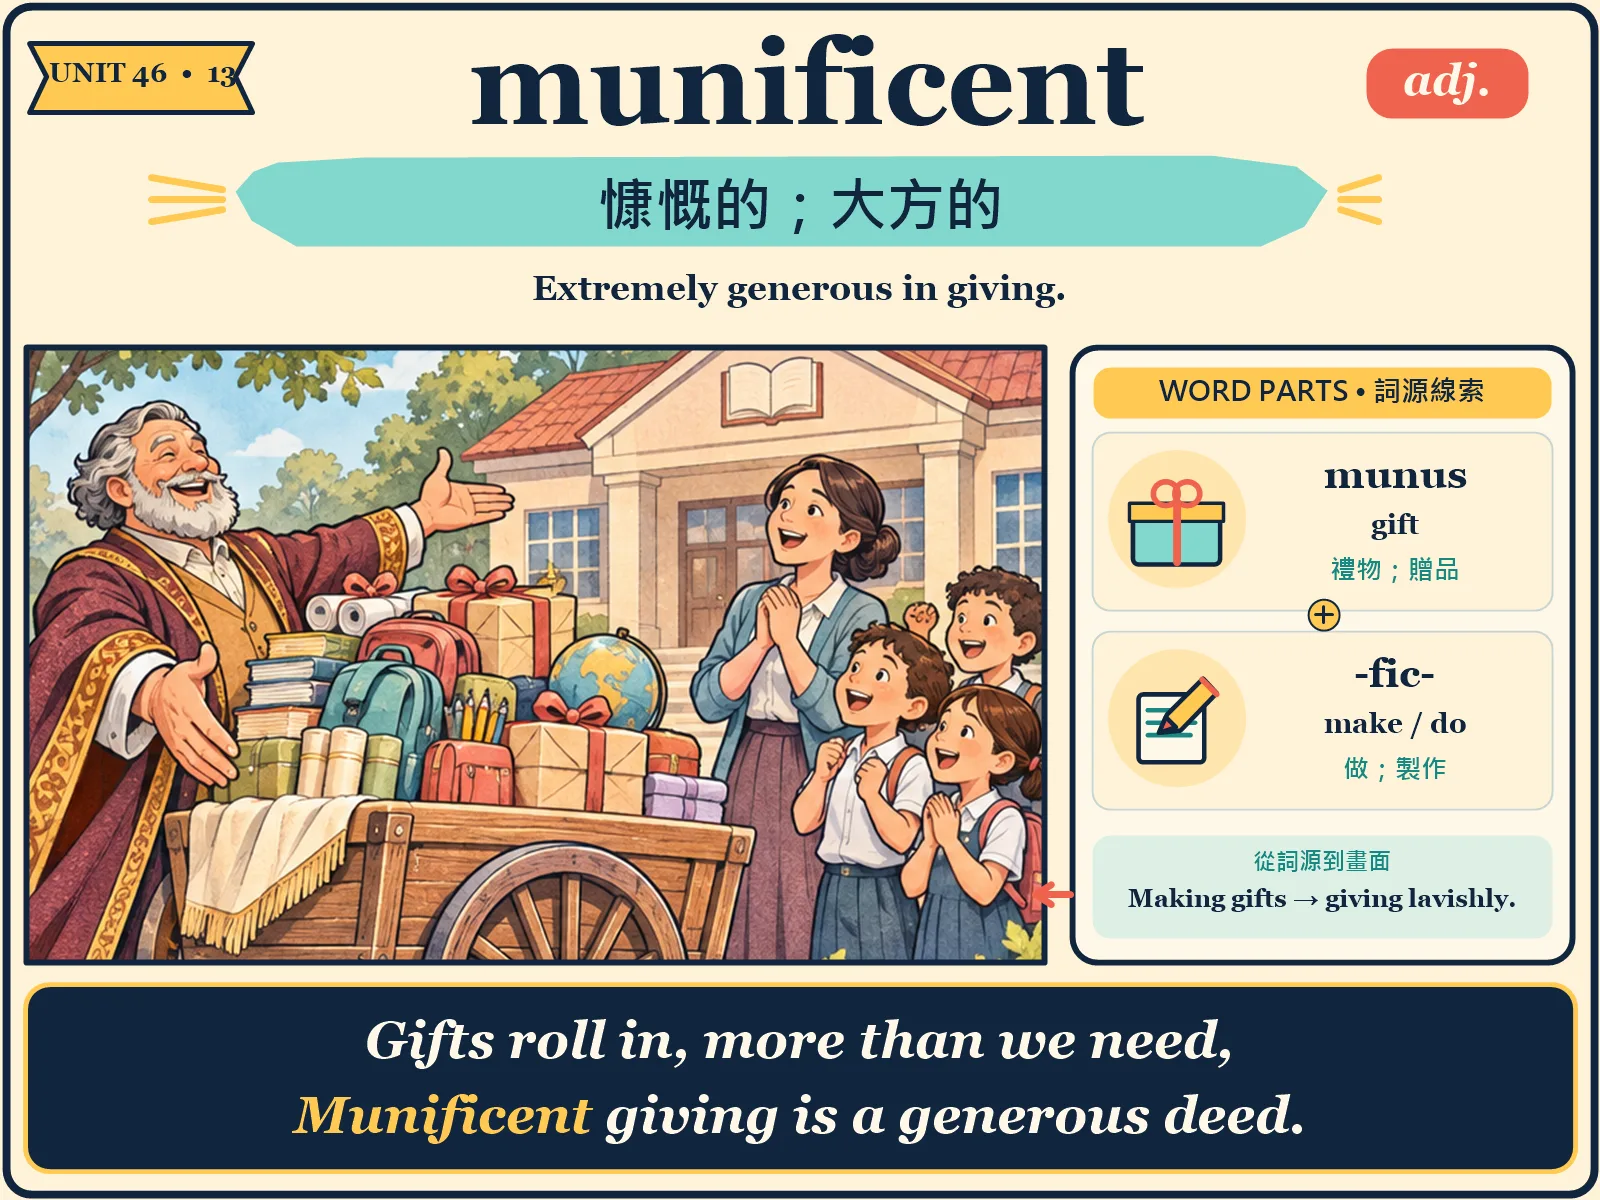 UNIT 46 • 13
munificent
adj.
慷慨的；大方的
Extremely generous in giving.
WORD PARTS • 詞源線索
munus
gift
禮物；贈品
-fic-
make / do
做；製作
從詞源到畫面
Making gifts → giving lavishly.
Gifts roll in, more than we need,
Munificent giving is a generous deed.